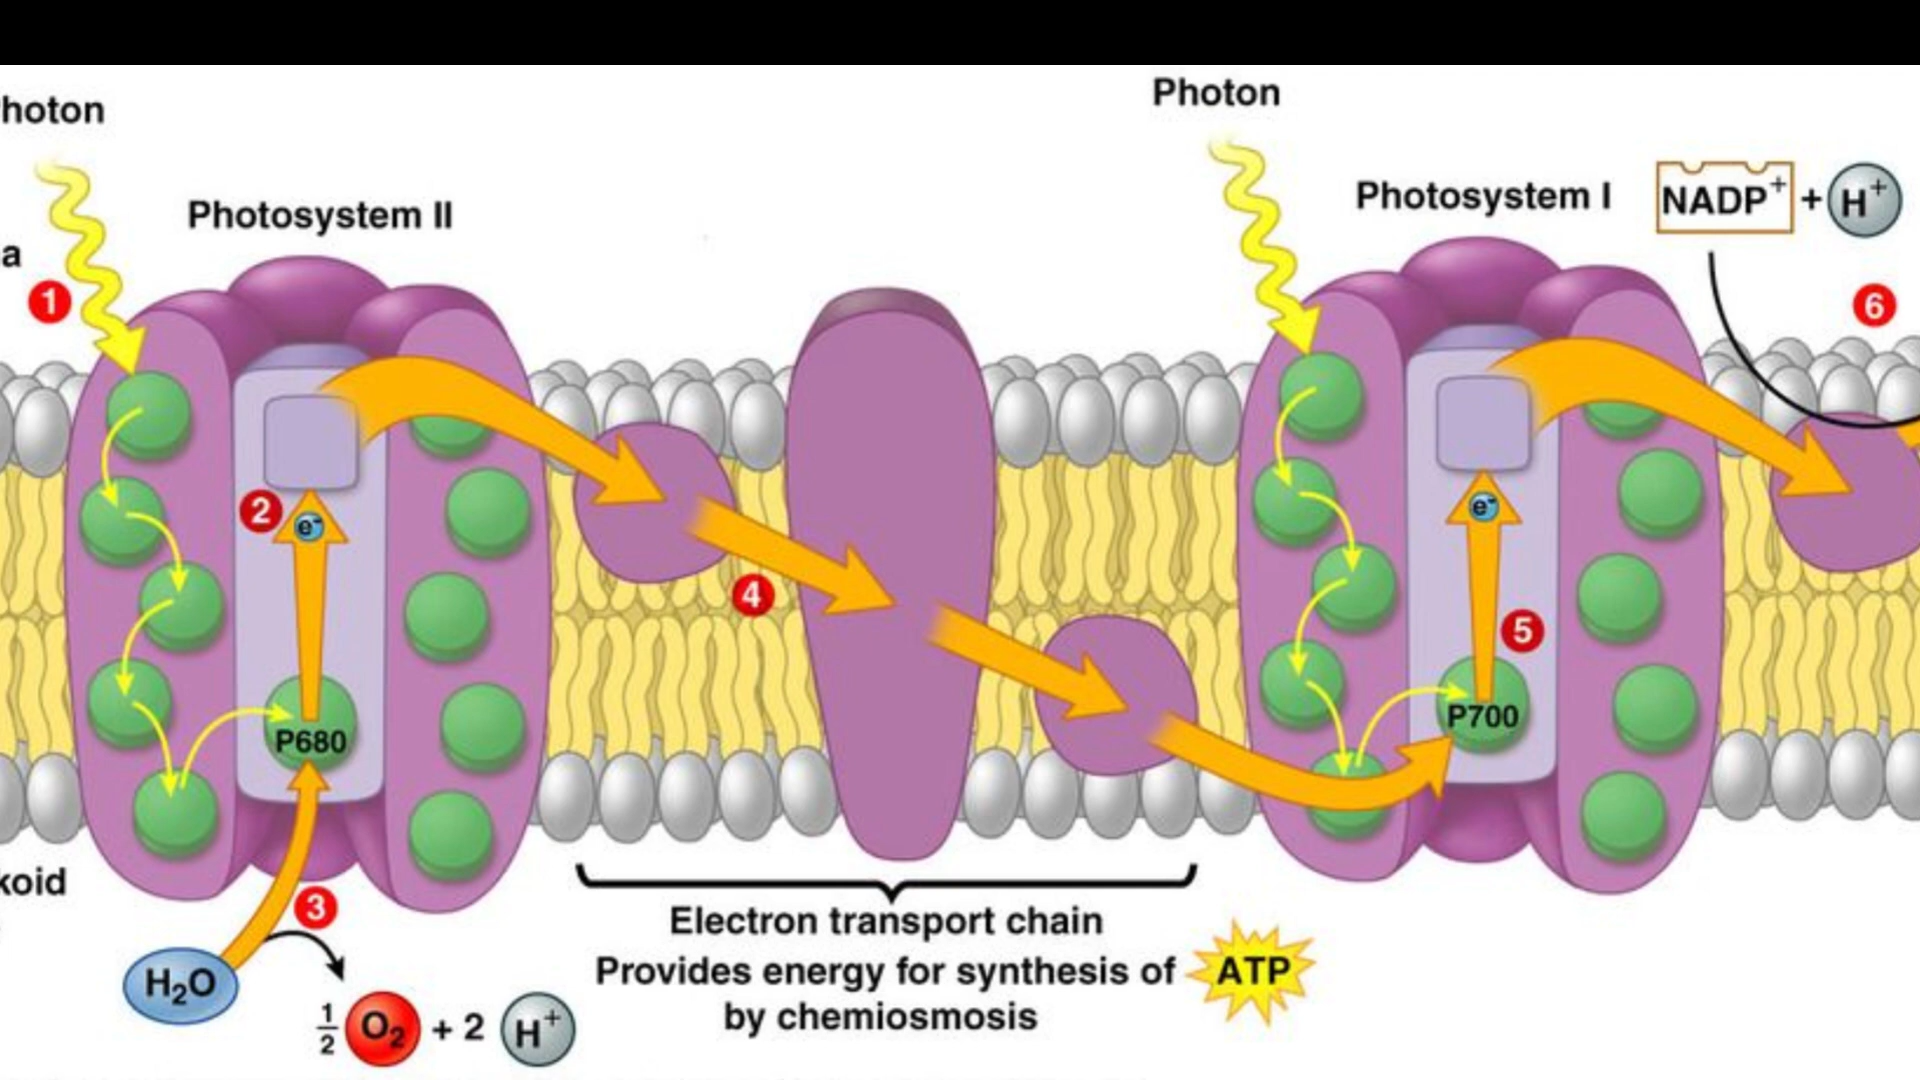 hoton
Photon
Photosystem II
Photosystem I
NADP+ + H+
a
1
6
2
e-
e-
4
5
P680
P700
koid
3
H2O
1/2 O2 + 2 H+
Electron transport chain
Provides energy for synthesis of ATP
by chemiosmosis